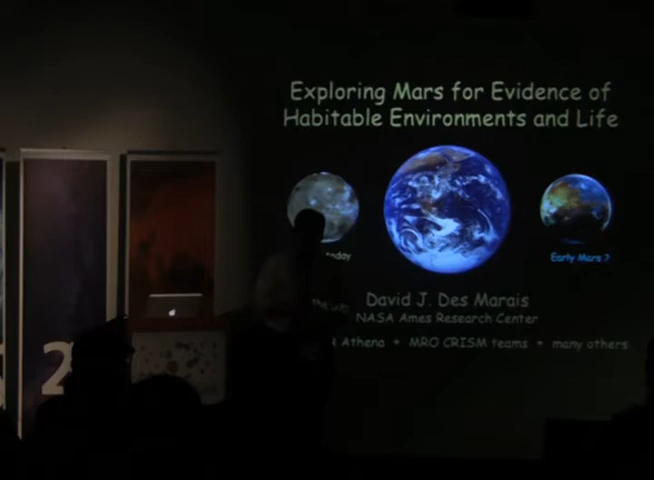 Exploring Mars for Evidence of
Habitable Environments and Life
Early Mars ?
David J. Des Marais
NASA Ames Research Center
Athena + MRO CRISM teams + many others
2